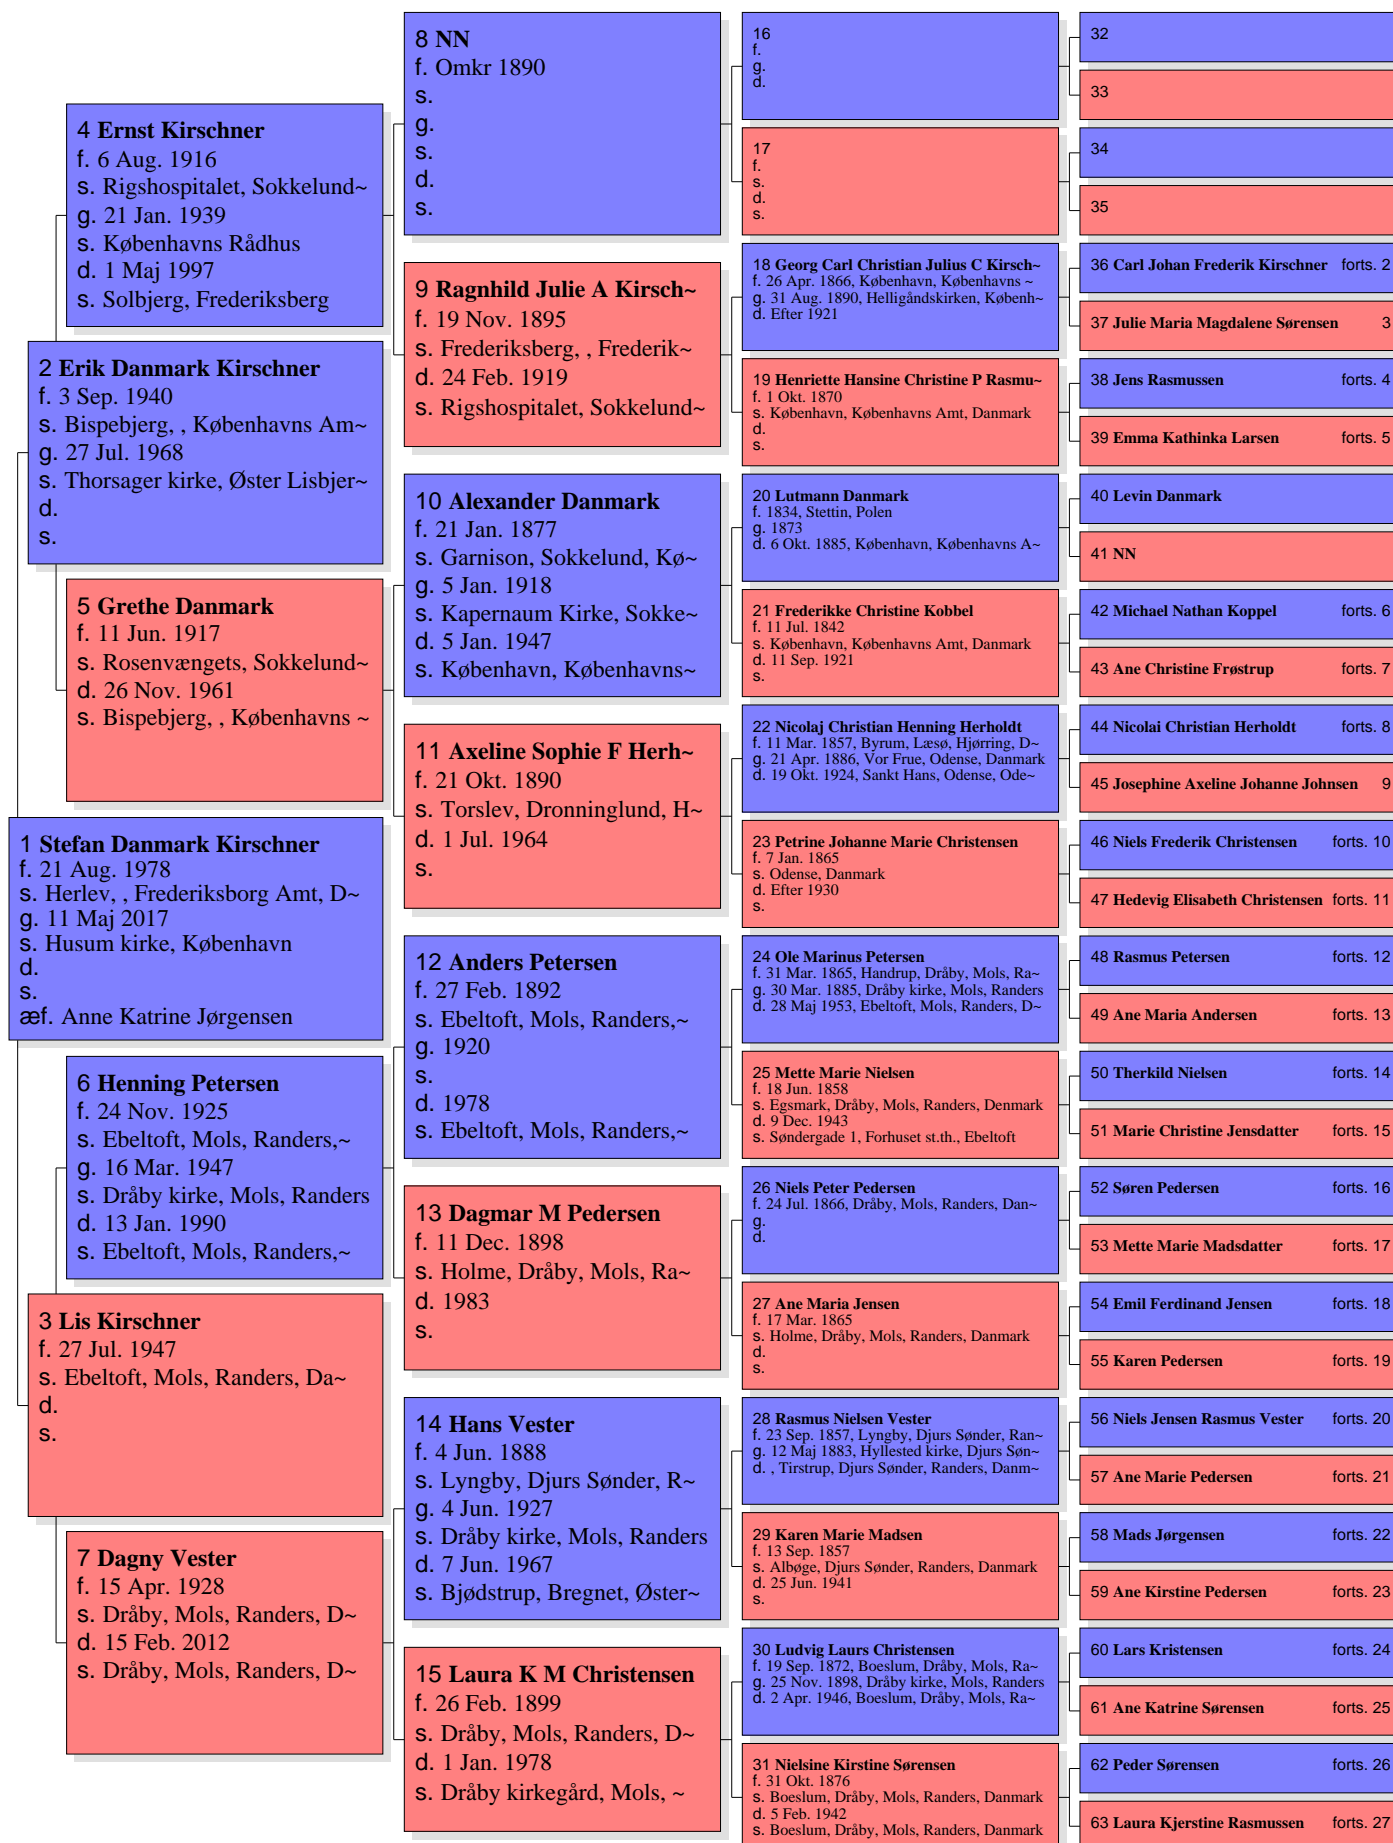 1 Stefan Danmark Kirschner
f. 21 Aug. 1978
s. Herlev, , Frederiksborg Amt, D~
g. 11 Maj 2017
s. Husum kirke, København
d.
s.
æf. Anne Katrine Jørgensen
2 Erik Danmark Kirschner
f. 3 Sep. 1940
s. Bispebjerg, , Københavns Am~
g. 27 Jul. 1968
s. Thorsager kirke, Øster Lisbjer~
d.
s.
3 Lis Kirschner
f. 27 Jul. 1947
s. Ebeltoft, Mols, Randers, Da~
d.
s.
4 Ernst Kirschner
f. 6 Aug. 1916
s. Rigshospitalet, Sokkelund~
g. 21 Jan. 1939
s. Københavns Rådhus
d. 1 Maj 1997
s. Solbjerg, Frederiksberg
5 Grethe Danmark
f. 11 Jun. 1917
s. Rosenvængets, Sokkelund~
d. 26 Nov. 1961
s. Bispebjerg, , Københavns ~
6 Henning Petersen
f. 24 Nov. 1925
s. Ebeltoft, Mols, Randers,~
g. 16 Mar. 1947
s. Dråby kirke, Mols, Randers
d. 13 Jan. 1990
s. Ebeltoft, Mols, Randers,~
7 Dagny Vester
f. 15 Apr. 1928
s. Dråby, Mols, Randers, D~
d. 15 Feb. 2012
s. Dråby, Mols, Randers, D~
8 NN
f. Omkr 1890
s.
g.
s.
d.
s.
9 Ragnhild Julie A Kirsch~
f. 19 Nov. 1895
s. Frederiksberg, , Frederik~
d. 24 Feb. 1919
s. Rigshospitalet, Sokkelund~
10 Alexander Danmark
f. 21 Jan. 1877
s. Garnison, Sokkelund, Kø~
g. 5 Jan. 1918
s. Kapernaum Kirke, Sokke~
d. 5 Jan. 1947
s. København, Københavns~
11 Axeline Sophie F Herh~
f. 21 Okt. 1890
s. Torslev, Dronninglund, H~
d. 1 Jul. 1964
s.
12 Anders Petersen
f. 27 Feb. 1892
s. Ebeltoft, Mols, Randers,~
g. 1920
s.
d. 1978
s. Ebeltoft, Mols, Randers,~
13 Dagmar M Pedersen
f. 11 Dec. 1898
s. Holme, Dråby, Mols, Ra~
d. 1983
s.
14 Hans Vester
f. 4 Jun. 1888
s. Lyngby, Djurs Sønder, R~
g. 4 Jun. 1927
s. Dråby kirke, Mols, Randers
d. 7 Jun. 1967
s. Bjødstrup, Bregnet, Øster~
15 Laura K M Christensen
f. 26 Feb. 1899
s. Dråby, Mols, Randers, D~
d. 1 Jan. 1978
s. Dråby kirkegård, Mols, ~
16
f.
g.
d.
17
f.
s.
d.
s.
18 Georg Carl Christian Julius C Kirsch~
f. 26 Apr. 1866, København, Københavns ~
g. 31 Aug. 1890, Helligåndskirken, Københ~
d. Efter 1921
19 Henriette Hansine Christine P Rasmu~
f. 1 Okt. 1870
s. København, Københavns Amt, Danmark
d.
s.
20 Lutmann Danmark
f. 1834, Stettin, Polen
g. 1873
d. 6 Okt. 1885, København, Københavns A~
21 Frederikke Christine Kobbel
f. 11 Jul. 1842
s. København, Københavns Amt, Danmark
d. 11 Sep. 1921
s.
22 Nicolaj Christian Henning Herholdt
f. 11 Mar. 1857, Byrum, Læsø, Hjørring, D~
g. 21 Apr. 1886, Vor Frue, Odense, Danmark
d. 19 Okt. 1924, Sankt Hans, Odense, Ode~
23 Petrine Johanne Marie Christensen
f. 7 Jan. 1865
s. Odense, Danmark
d. Efter 1930
s.
24 Ole Marinus Petersen
f. 31 Mar. 1865, Handrup, Dråby, Mols, Ra~
g. 30 Mar. 1885, Dråby kirke, Mols, Randers
d. 28 Maj 1953, Ebeltoft, Mols, Randers, D~
25 Mette Marie Nielsen
f. 18 Jun. 1858
s. Egsmark, Dråby, Mols, Randers, Denmark
d. 9 Dec. 1943
s. Søndergade 1, Forhuset st.th., Ebeltoft
26 Niels Peter Pedersen
f. 24 Jul. 1866, Dråby, Mols, Randers, Dan~
g.
d.
27 Ane Maria Jensen
f. 17 Mar. 1865
s. Holme, Dråby, Mols, Randers, Danmark
d.
s.
28 Rasmus Nielsen Vester
f. 23 Sep. 1857, Lyngby, Djurs Sønder, Ran~
g. 12 Maj 1883, Hyllested kirke, Djurs Søn~
d. , Tirstrup, Djurs Sønder, Randers, Danm~
29 Karen Marie Madsen
f. 13 Sep. 1857
s. Albøge, Djurs Sønder, Randers, Danmark
d. 25 Jun. 1941
s.
30 Ludvig Laurs Christensen
f. 19 Sep. 1872, Boeslum, Dråby, Mols, Ra~
g. 25 Nov. 1898, Dråby kirke, Mols, Randers
d. 2 Apr. 1946, Boeslum, Dråby, Mols, Ra~
31 Nielsine Kirstine Sørensen
f. 31 Okt. 1876
s. Boeslum, Dråby, Mols, Randers, Danmark
d. 5 Feb. 1942
s. Boeslum, Dråby, Mols, Randers, Danmark
32
33
34
35
36 Carl Johan Frederik Kirschner forts. 2
37 Julie Maria Magdalene Sørensen 3
38 Jens Rasmussen forts. 4
39 Emma Kathinka Larsen forts. 5
40 Levin Danmark
41 NN
42 Michael Nathan Koppel forts. 6
43 Ane Christine Frøstrup forts. 7
44 Nicolai Christian Herholdt forts. 8
45 Josephine Axeline Johanne Johnsen 9
46 Niels Frederik Christensen forts. 10
47 Hedevig Elisabeth Christensen forts. 11
48 Rasmus Petersen forts. 12
49 Ane Maria Andersen forts. 13
50 Therkild Nielsen forts. 14
51 Marie Christine Jensdatter forts. 15
52 Søren Pedersen forts. 16
53 Mette Marie Madsdatter forts. 17
54 Emil Ferdinand Jensen forts. 18
55 Karen Pedersen forts. 19
56 Niels Jensen Rasmus Vester forts. 20
57 Ane Marie Pedersen forts. 21
58 Mads Jørgensen forts. 22
59 Ane Kirstine Pedersen forts. 23
60 Lars Kristensen forts. 24
61 Ane Katrine Sørensen forts. 25
62 Peder Sørensen forts. 26
63 Laura Kjerstine Rasmussen forts. 27